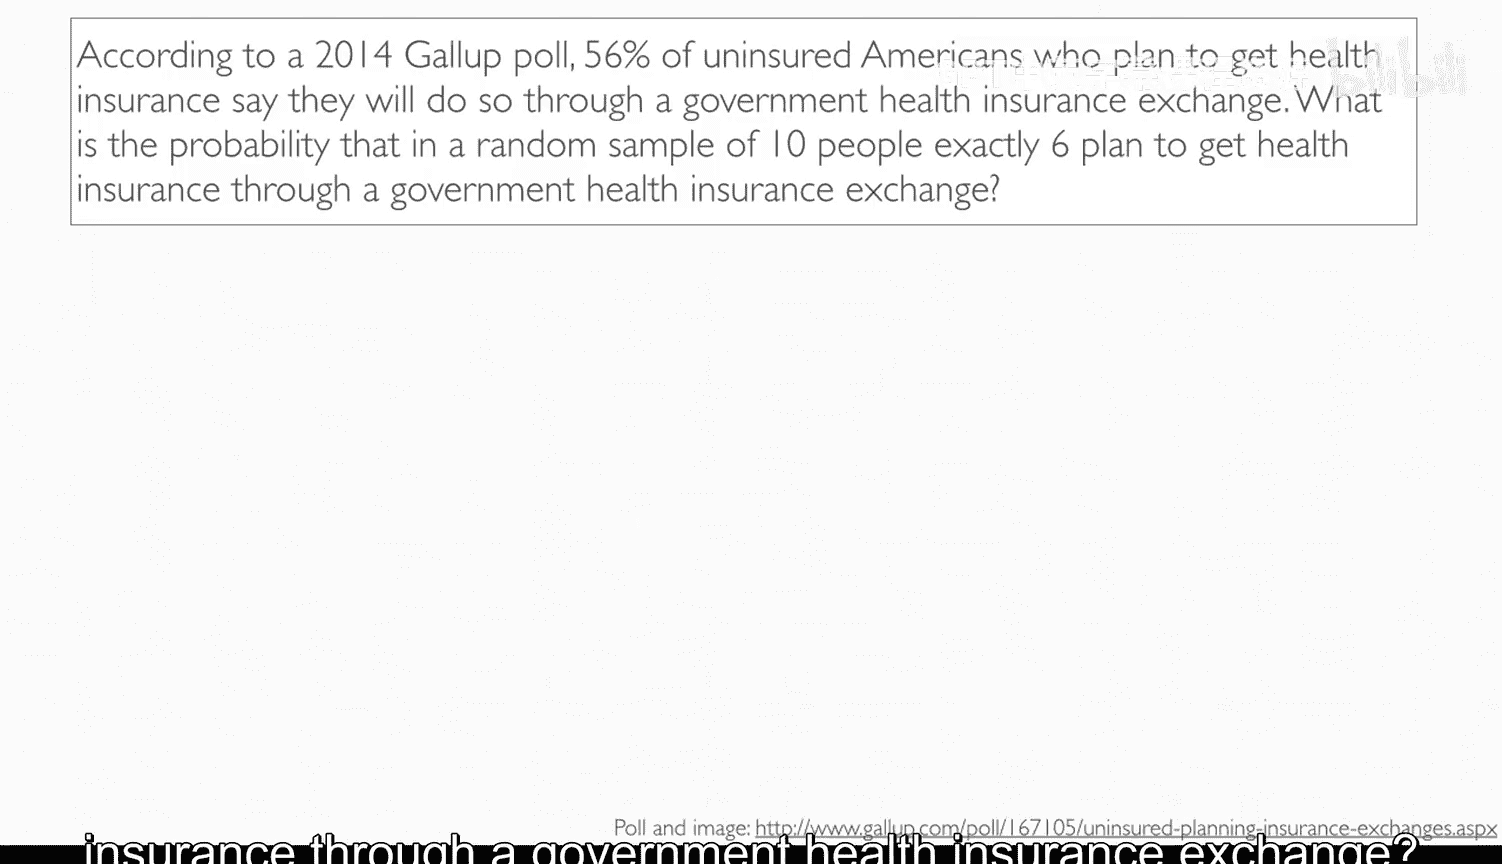 According to a 2014 Gallup poll, 56% of uninsured Americans who plan to get health
insurance say they will do so through a government health insurance exchange. What
is the probability that in a random sample of 10 people exactly 6 plan to get health
insurance through a government health insurance exchange?
bilibili
Poll and image: http://www.gallup.com/poll/167105/uninsured-planning-insurance-exchanges.aspx
insurance through a government health insurance exchange?